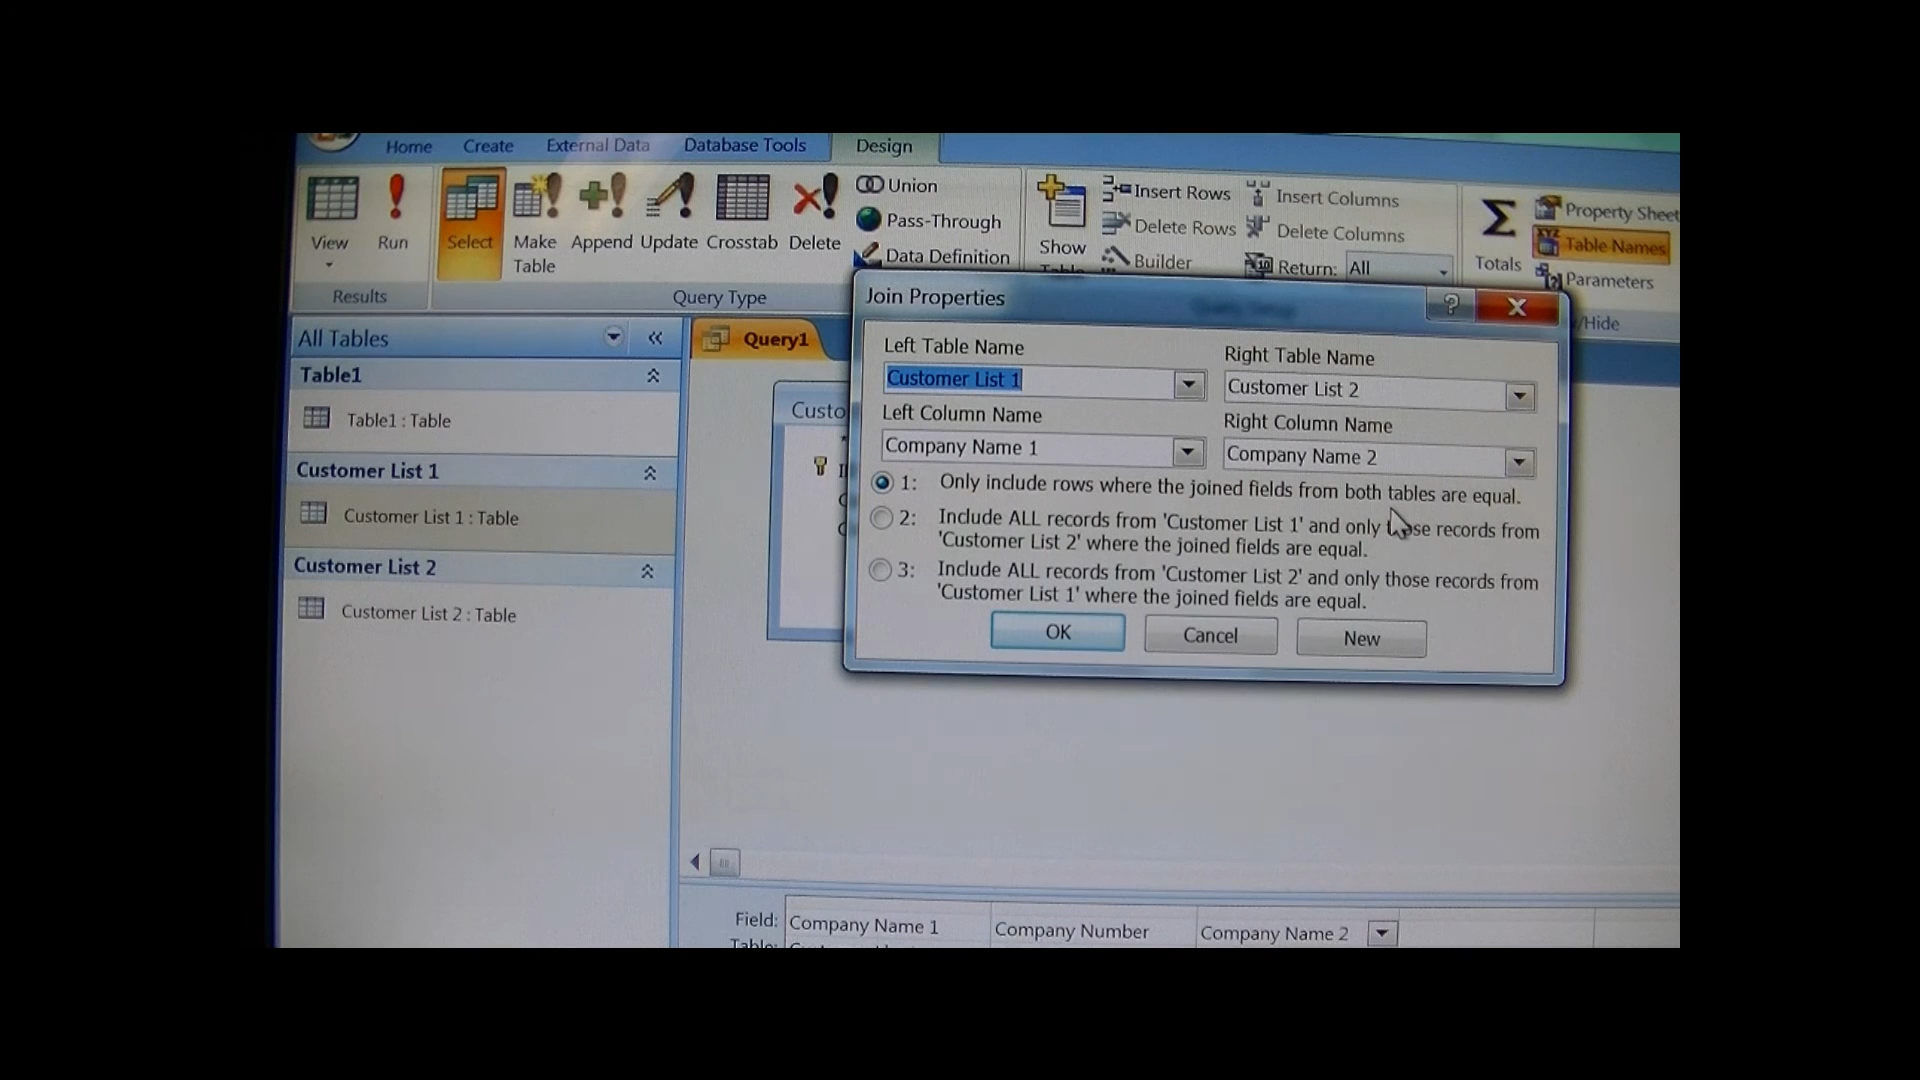 Home Create External Data Database Tools Design
View
Run
Select
Make
Table
Append
Update
Crosstab
Delete
Union
Pass-Through
Data Definition
Show
Insert Rows
Delete Rows
Builder
Insert Columns
Delete Columns
Return: All
Totals
Property Sheet
Table Names
Parameters
Results
Query Type
/Hide
All Tables
Table1
Table1 : Table
Customer List 1
Customer List 1 : Table
Customer List 2
Customer List 2 : Table
Query1
Custo
Join Properties
Left Table Name
Right Table Name
Customer List 1
Customer List 2
Left Column Name
Right Column Name
Company Name 1
Company Name 2
1: Only include rows where the joined fields from both tables are equal.
2: Include ALL records from 'Customer List 1' and only those records from
'Customer List 2' where the joined fields are equal.
3: Include ALL records from 'Customer List 2' and only those records from
'Customer List 1' where the joined fields are equal.
OK Cancel New
Field: Company Name 1 Company Number Company Name 2
Table: